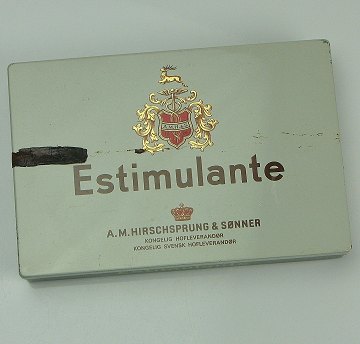 Estimulante
A.M.HIRSCHSPRUNG & SØNNER
KONGELIG HOFLEVERANDØR
KONGELIG SVENSK HOFLEVERANDØR